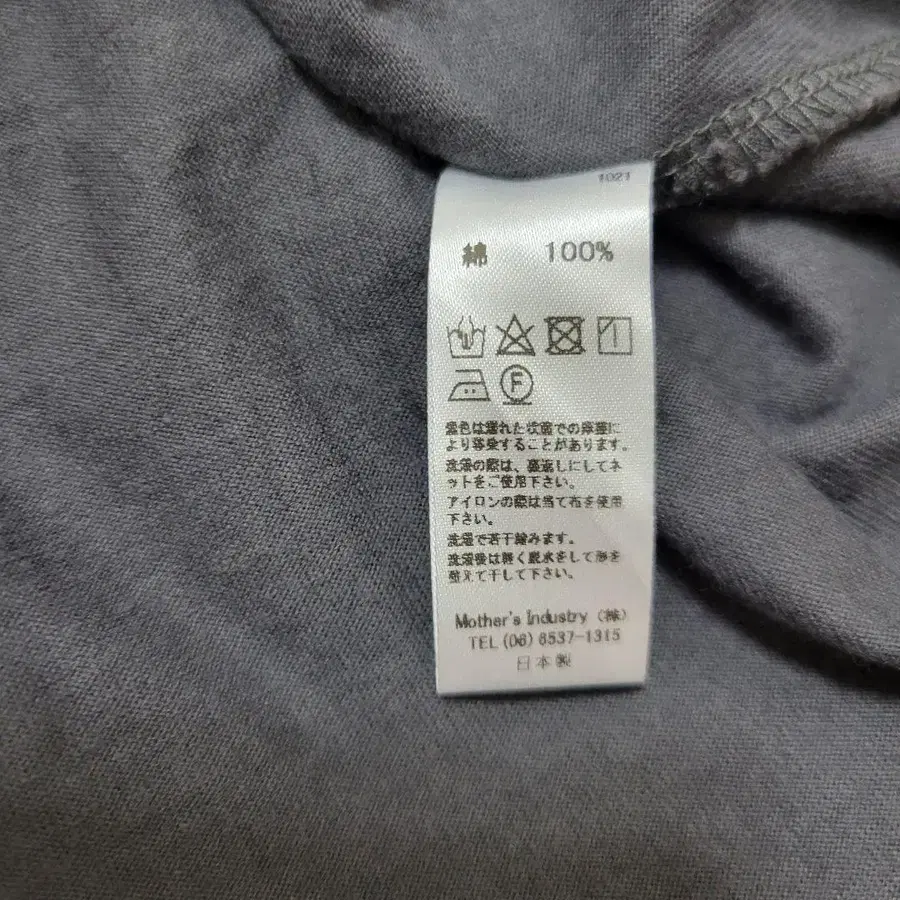 1021
綿 100%
F
濃色は濡れた状態での摩擦に
より移染することがあります。
洗濯の際は、裏返しにしてネ
ットをご使用下さい。
アイロンの際は当て布を使用
下さい。
洗濯で若干縮みます。
洗濯後は軽く脱水をして形を
整えて干して下さい。
Mother's Industry (株)
TEL (06) 6537-1315
日本製